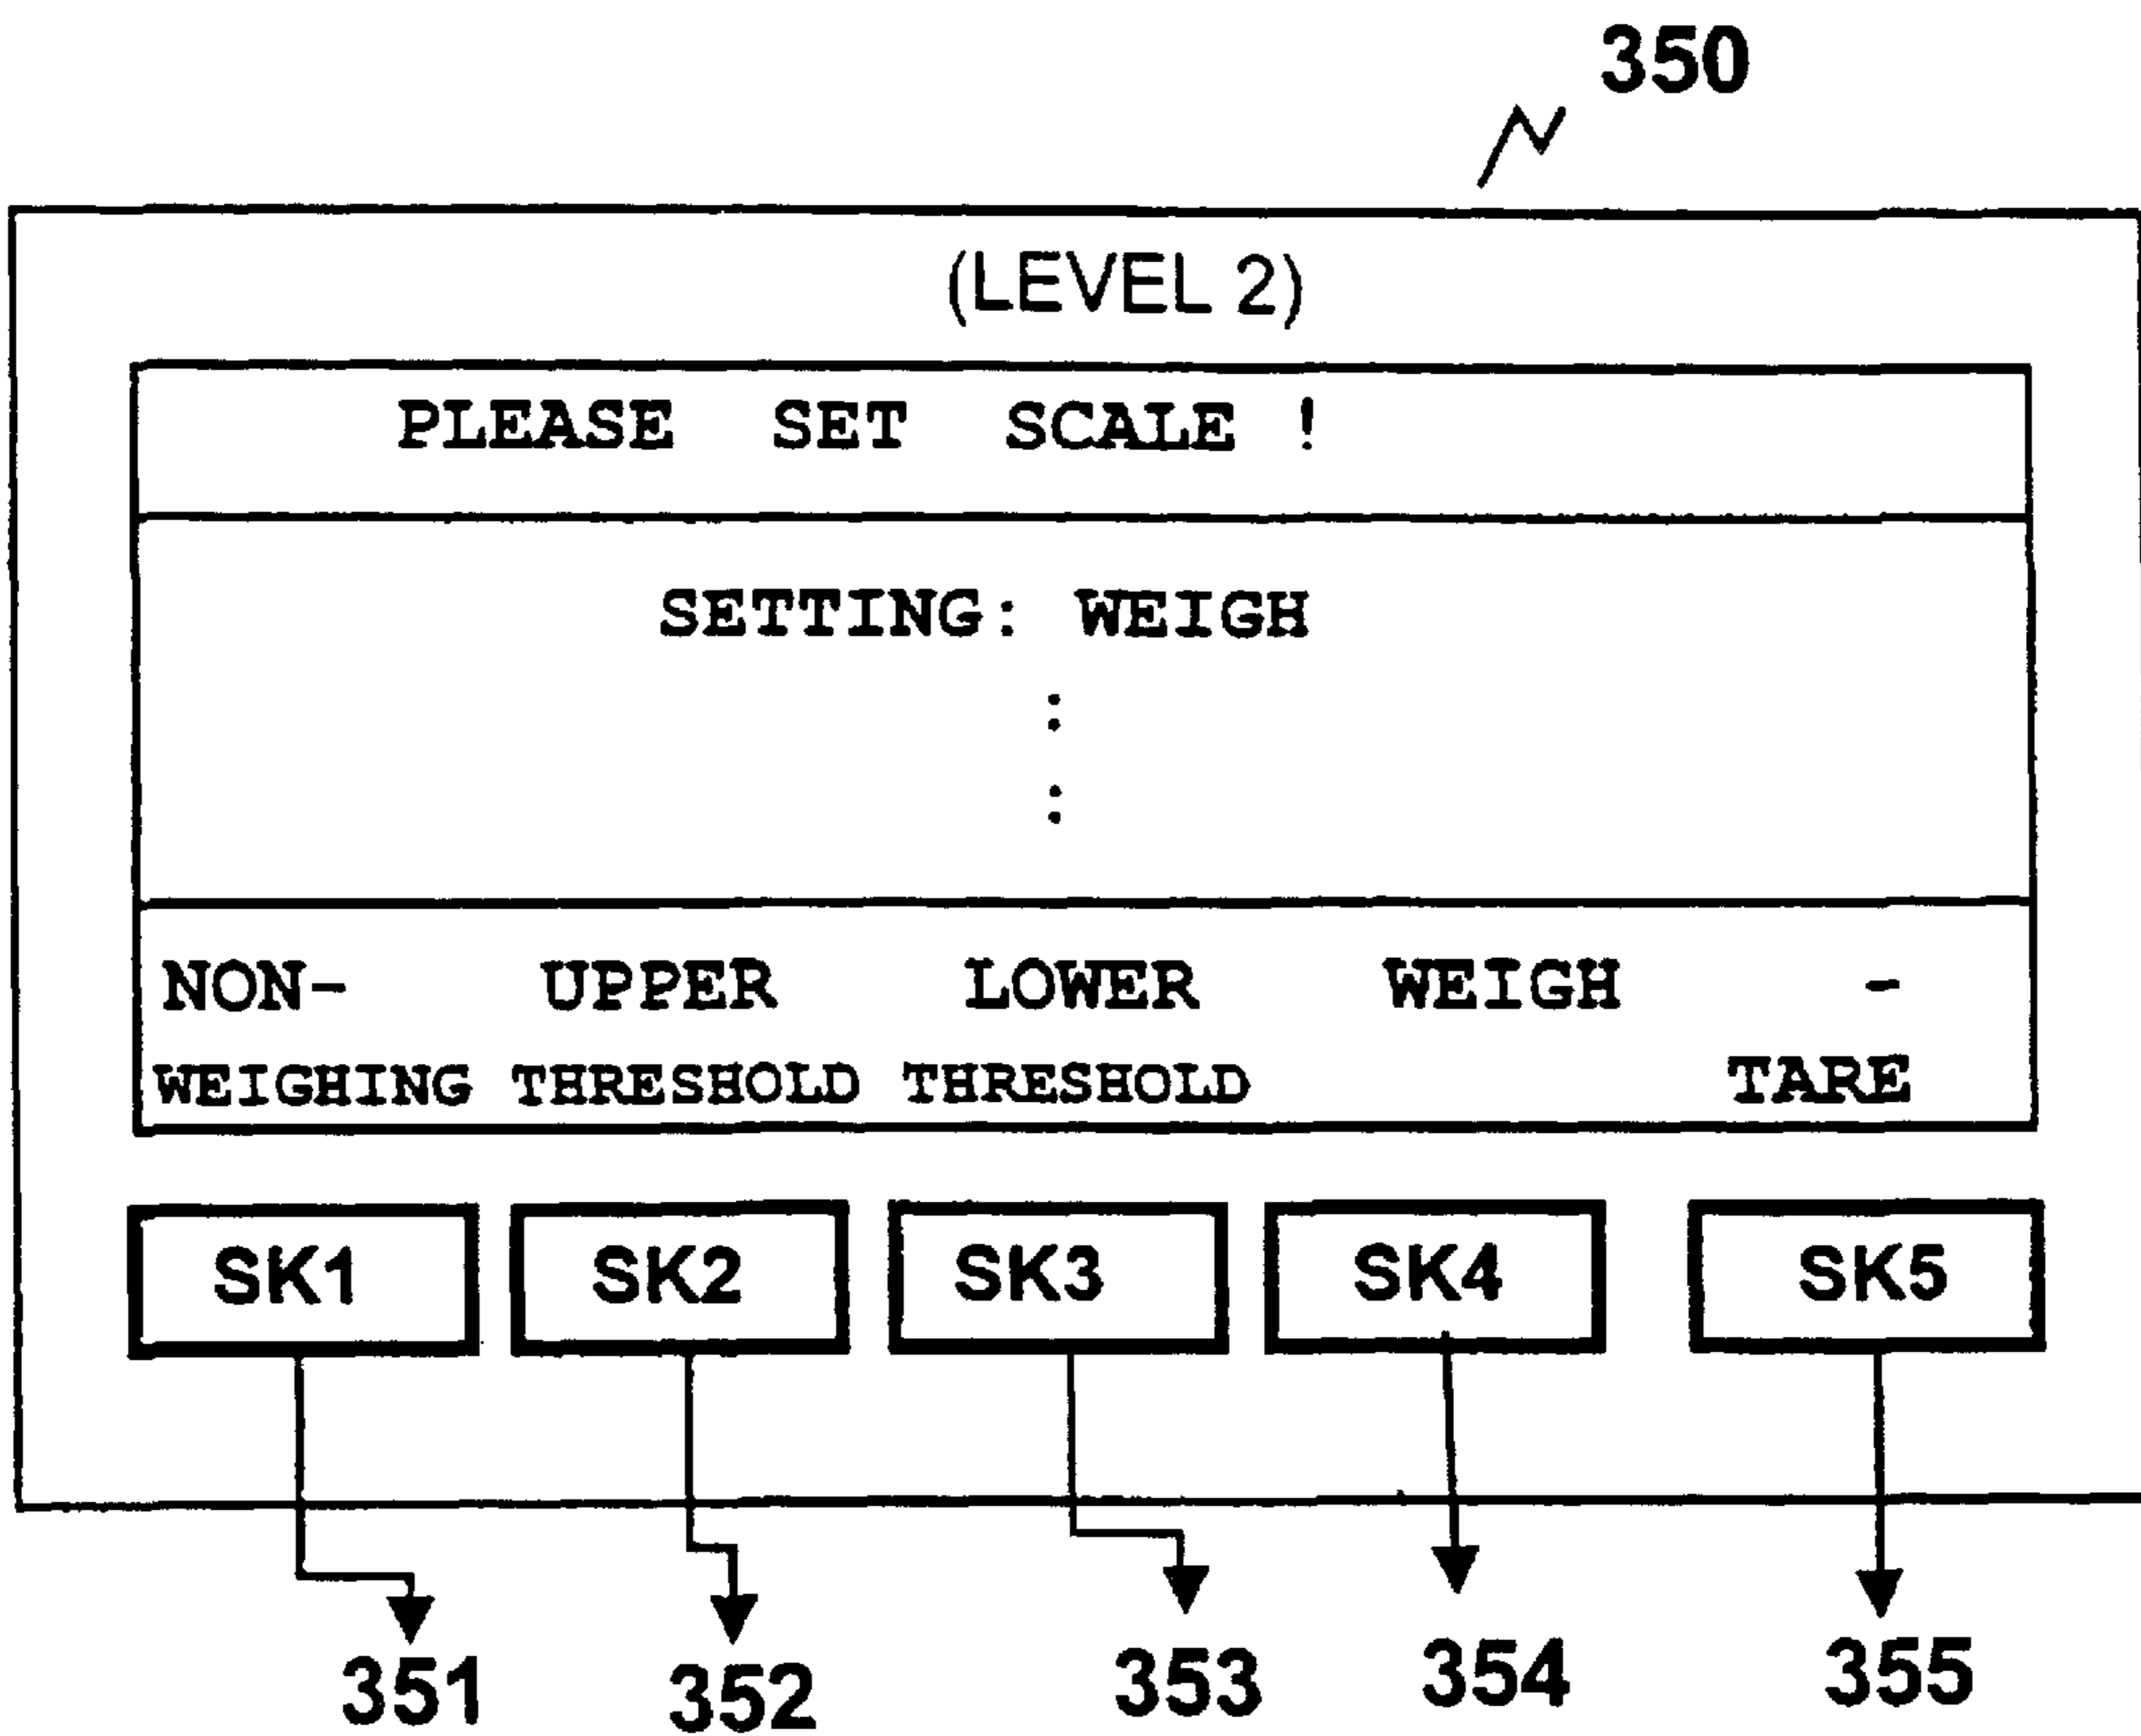 350
(LEVEL 2)
PLEASE SET SCALE !
SETTING: WEIGH
:
:
NON- UPPER LOWER WEIGH -
WEIGHING THRESHOLD THRESHOLD TARE
SK1 SK2 SK3 SK4 SK5
351 352 353 354 355